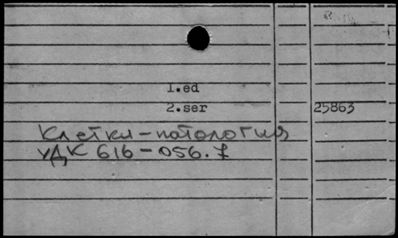 1.ed
2.ser 25863
Клетки-патология
УДК 616-056.7